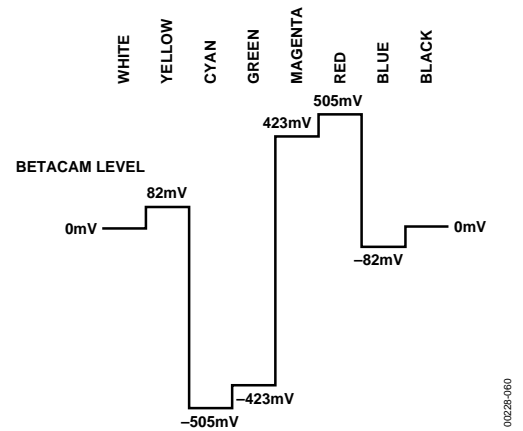 WHITE
YELLOW
CYAN
GREEN
MAGENTA
RED
BLUE
BLACK
505mV
423mV
BETACAM LEVEL
82mV
0mV
0mV
–82mV
–423mV
–505mV
00228-060